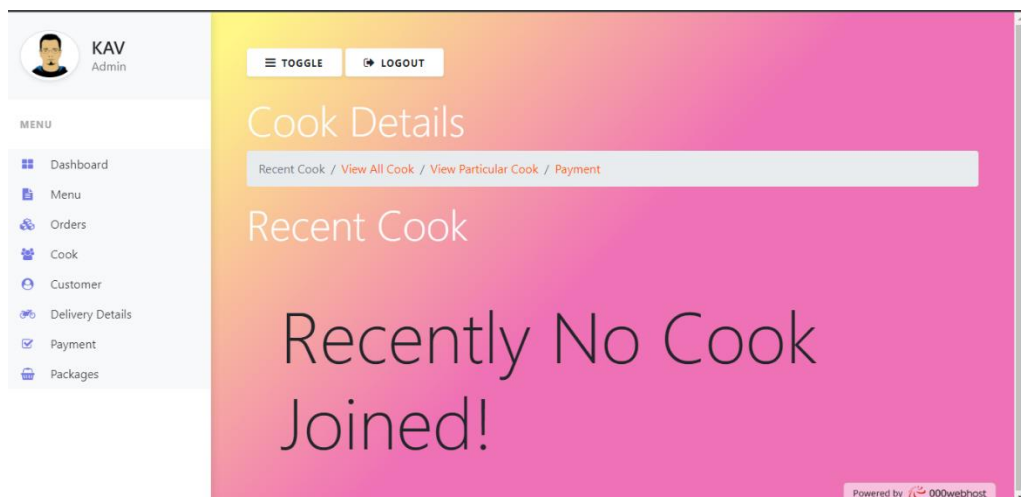 KAV
Admin
MENU
Dashboard
Menu
Orders
Cook
Customer
Delivery Details
Payment
Packages
TOGGLE
LOGOUT
Cook Details
Recent Cook / View All Cook / View Particular Cook / Payment
Recent Cook
Recently No Cook
Joined!
Powered by 000webhost